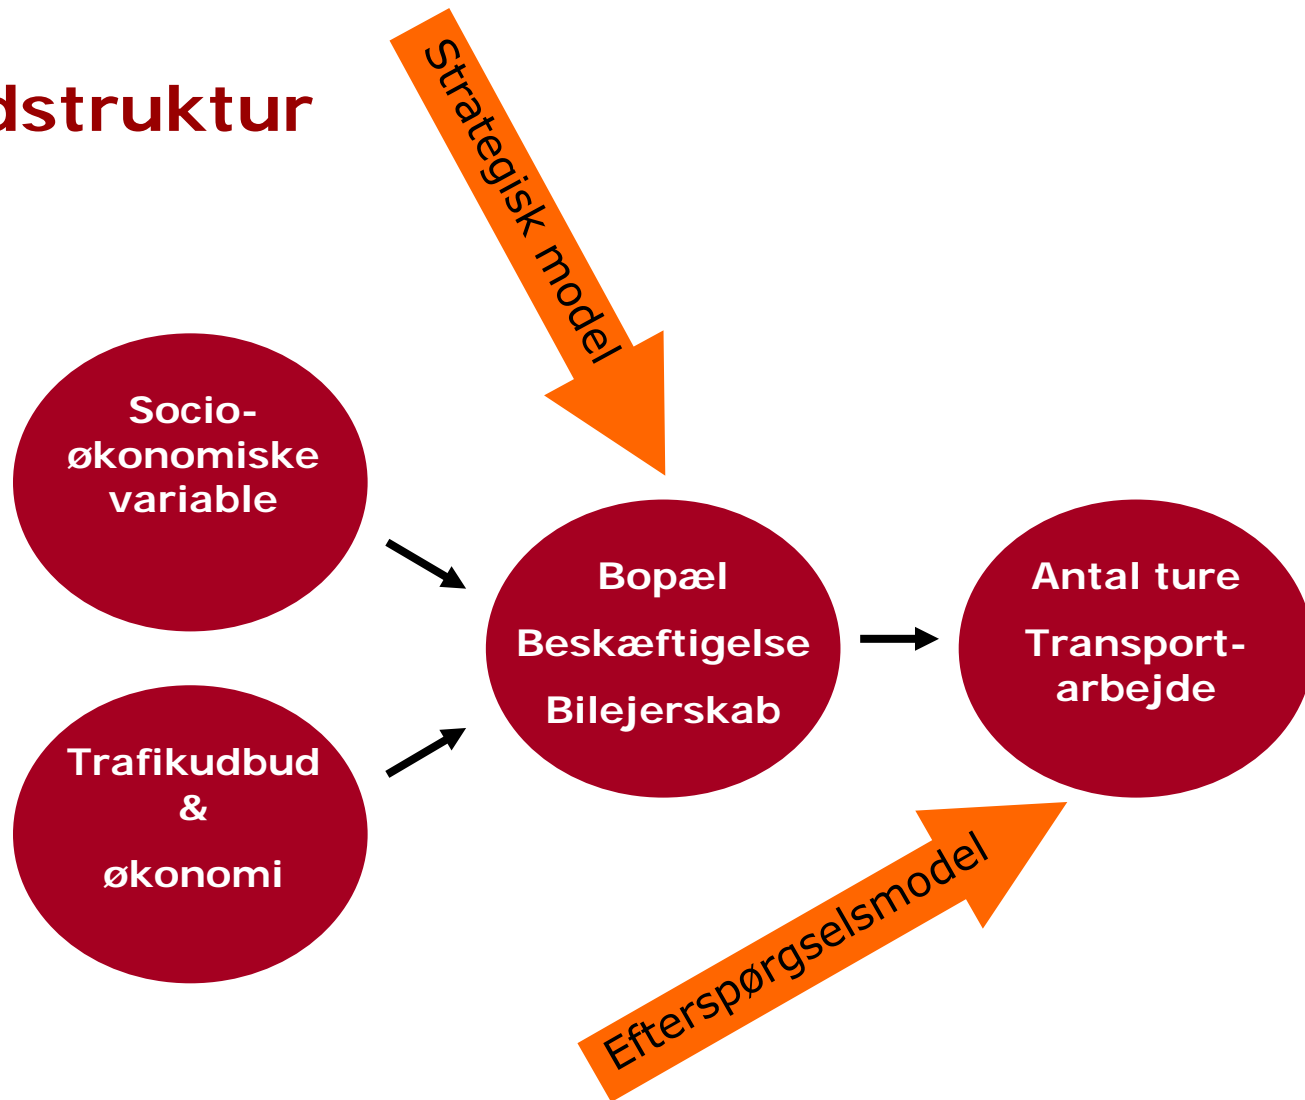 dstruktur
Strategisk model
Socio-
økonomiske
variable
Bopæl
Beskæftigelse
Bilejerskab
Antal ture
Transport-
arbejde
Trafikudbud
&
økonomi
Efterspørgselsmodel